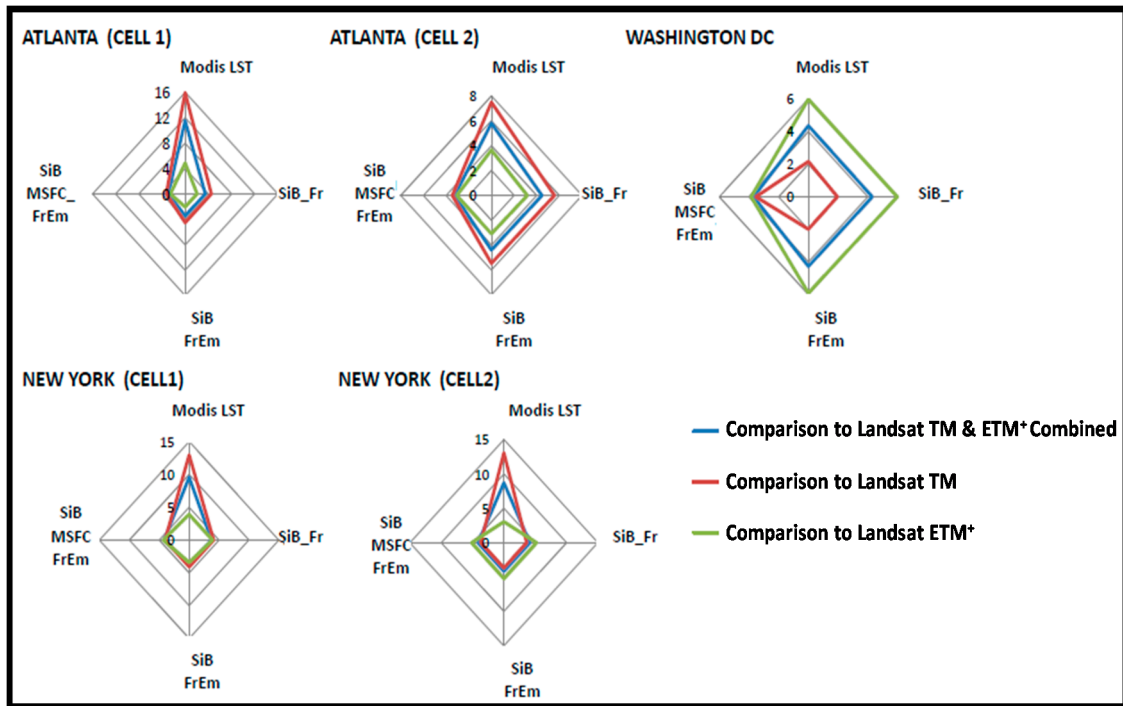 ATLANTA (CELL 1)
Modis LST
16
12
8
4
0
SiB
MSFC_
FrEm
SiB_Fr
SiB
FrEm
ATLANTA (CELL 2)
Modis LST
8
6
4
2
0
SiB
MSFC
FrEm
SiB_Fr
SiB
FrEm
WASHINGTON DC
Modis LST
6
4
2
0
SiB
MSFC
FrEm
SiB_Fr
SiB
FrEm
NEW YORK (CELL1)
Modis LST
15
10
5
0
SiB
MSFC
FrEm
SiB_Fr
SiB
FrEm
NEW YORK (CELL2)
Modis LST
15
10
5
0
SiB
MSFC
FrEm
SiB_Fr
SiB
FrEm
Comparison to Landsat TM & ETM⁺ Combined
Comparison to Landsat TM
Comparison to Landsat ETM⁺